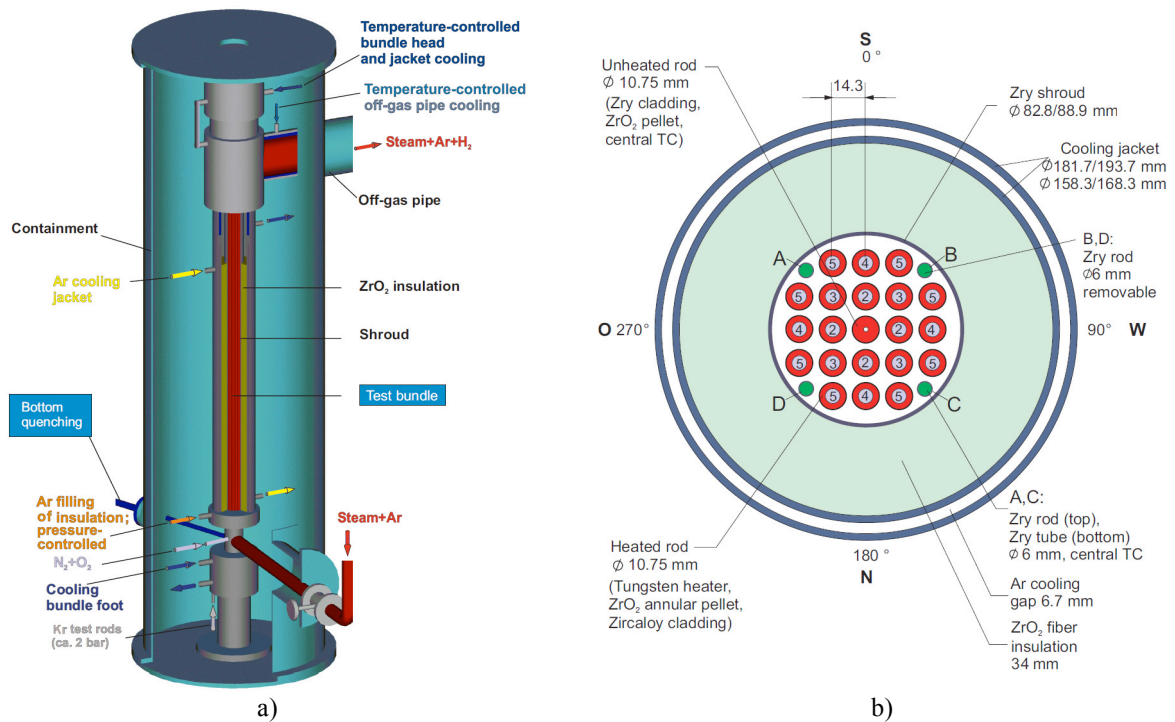 Temperature-controlled
bundle head
and jacket cooling
Temperature-controlled
off-gas pipe cooling
Steam+Ar+H₂
Off-gas pipe
Containment
Ar cooling
jacket
ZrO₂ insulation
Shroud
Test bundle
Bottom
quenching
Ar filling
of insulation;
pressure-
controlled
Steam+Ar
N₂+O₂
Cooling
bundle foot
Kr test rods
(ca. 2 bar)
a)
S
0 °
Unheated rod
ϕ 10.75 mm
(Zry cladding,
ZrO₂ pellet,
central TC)
14.3
Zry shroud
ϕ 82.8/88.9 mm
Cooling jacket
ϕ181.7/193.7 mm
ϕ 158.3/168.3 mm
B,D:
Zry rod
ϕ6 mm
removable
A
B
5 4 5
5 3 2 3 5
O 270°
4 2 2 4
90° W
5 3 2 3 5
5 4 5
D
C
Heated rod
ϕ 10.75 mm
(Tungsten heater,
ZrO₂ annular pellet,
Zircaloy cladding)
180°
N
A,C:
Zry rod (top),
Zry tube (bottom)
ϕ 6 mm, central TC
Ar cooling
gap 6.7 mm
ZrO₂ fiber
insulation
34 mm
b)